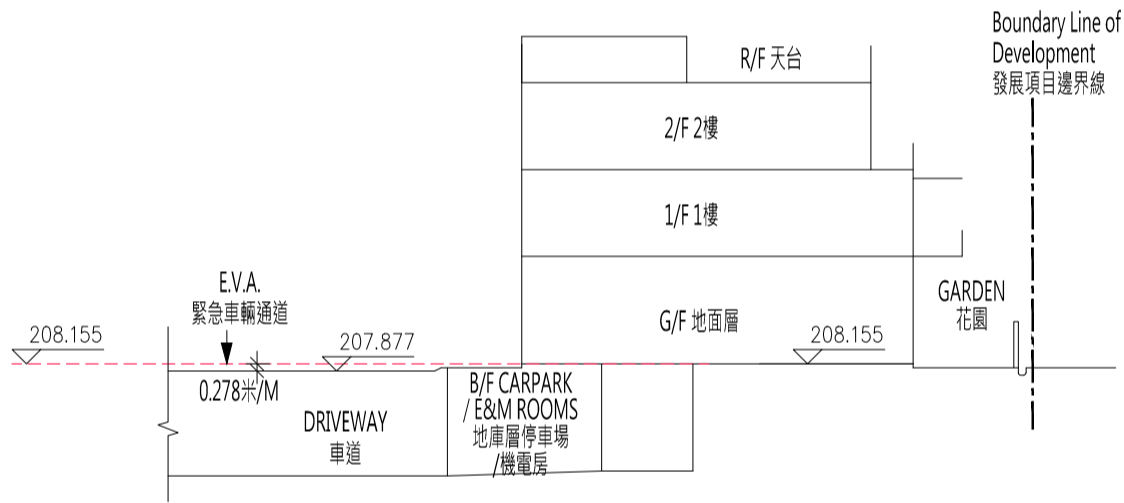 Boundary Line of
Development
發展項目邊界線
R/F 天台
2/F 2樓
1/F 1樓
E.V.A.
緊急車輛通道
GARDEN
花園
G/F 地面層
208.155
207.877
208.155
0.278米/M
B/F CARPARK
/ E&M ROOMS
地庫層停車場
/機電房
DRIVEWAY
車道